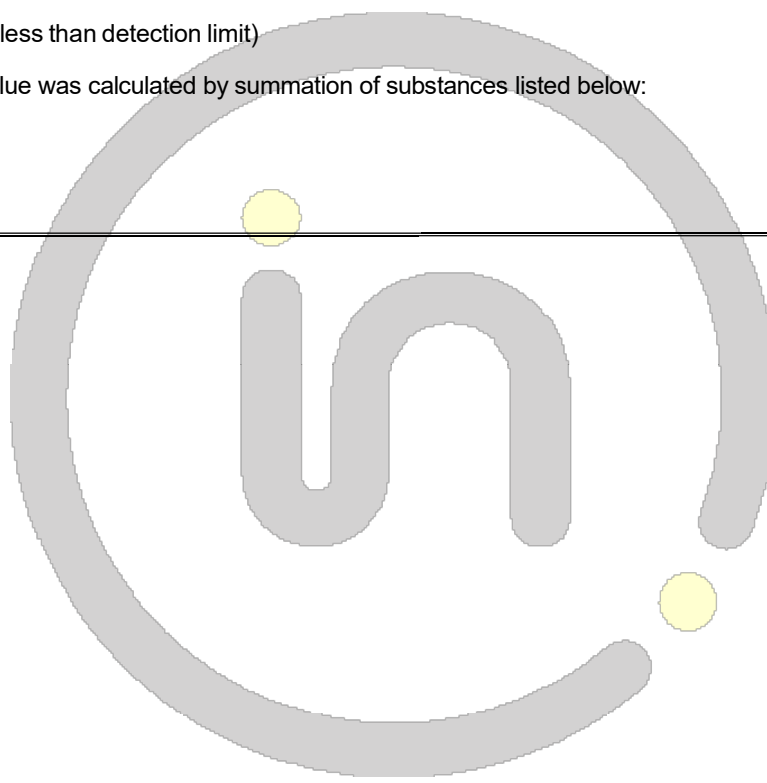 less than detection limit)
lue was calculated by summation of substances listed below: